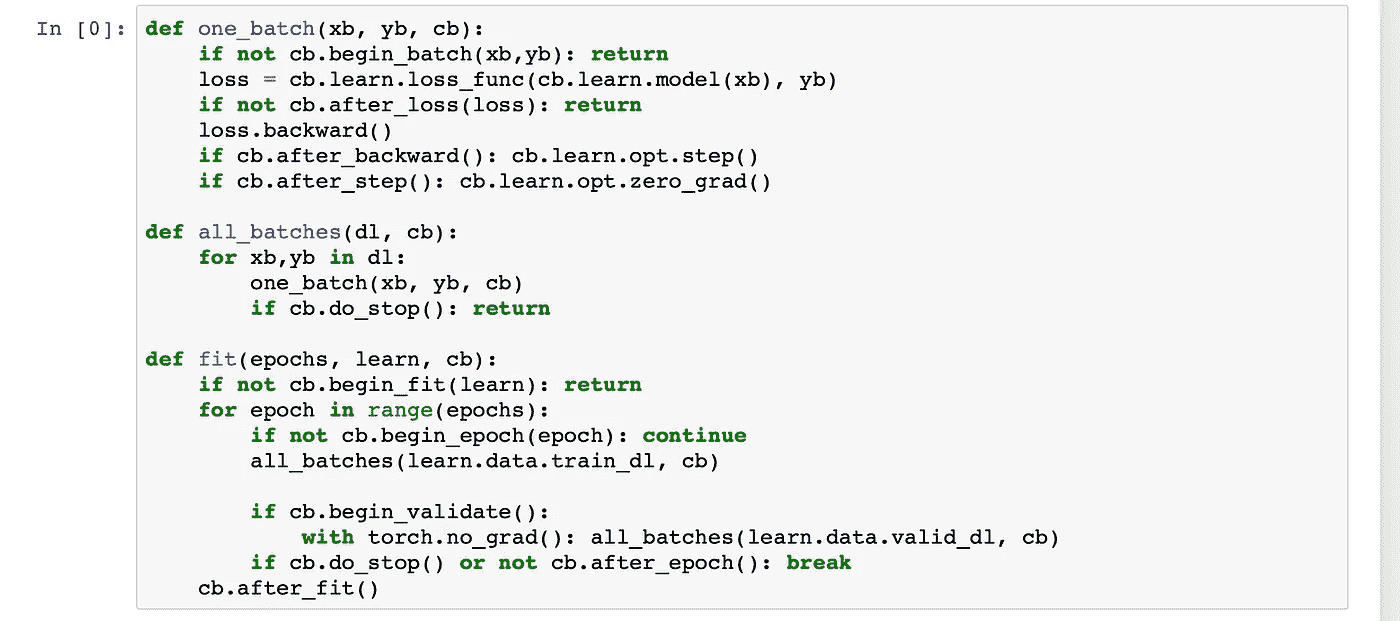 In [0]: def one_batch(xb, yb, cb):
    if not cb.begin_batch(xb,yb): return
    loss = cb.learn.loss_func(cb.learn.model(xb), yb)
    if not cb.after_loss(loss): return
    loss.backward()
    if cb.after_backward(): cb.learn.opt.step()
    if cb.after_step(): cb.learn.opt.zero_grad()

def all_batches(dl, cb):
    for xb,yb in dl:
        one_batch(xb, yb, cb)
        if cb.do_stop(): return

def fit(epochs, learn, cb):
    if not cb.begin_fit(learn): return
    for epoch in range(epochs):
        if not cb.begin_epoch(epoch): continue
        all_batches(learn.data.train_dl, cb)

        if cb.begin_validate():
            with torch.no_grad(): all_batches(learn.data.valid_dl, cb)
        if cb.do_stop() or not cb.after_epoch(): break
    cb.after_fit()